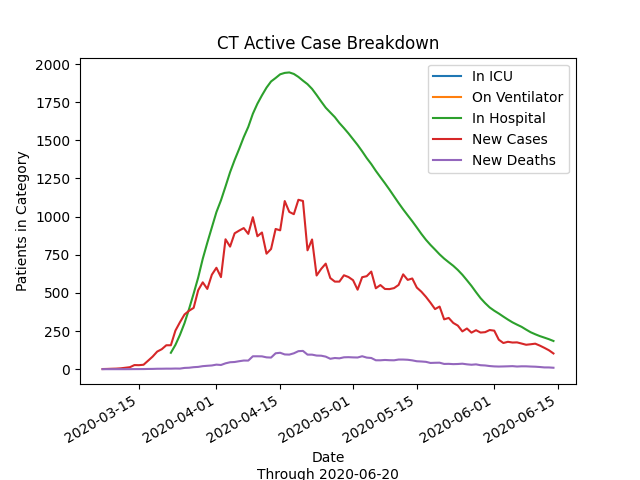 CT Active Case Breakdown
In ICU
On Ventilator
In Hospital
New Cases
New Deaths
Patients in Category
2000
1750
1500
1250
1000
750
500
250
0
2020-03-15
2020-04-01
2020-04-15
2020-05-01
2020-05-15
2020-06-01
2020-06-15
Date
Through 2020-06-20